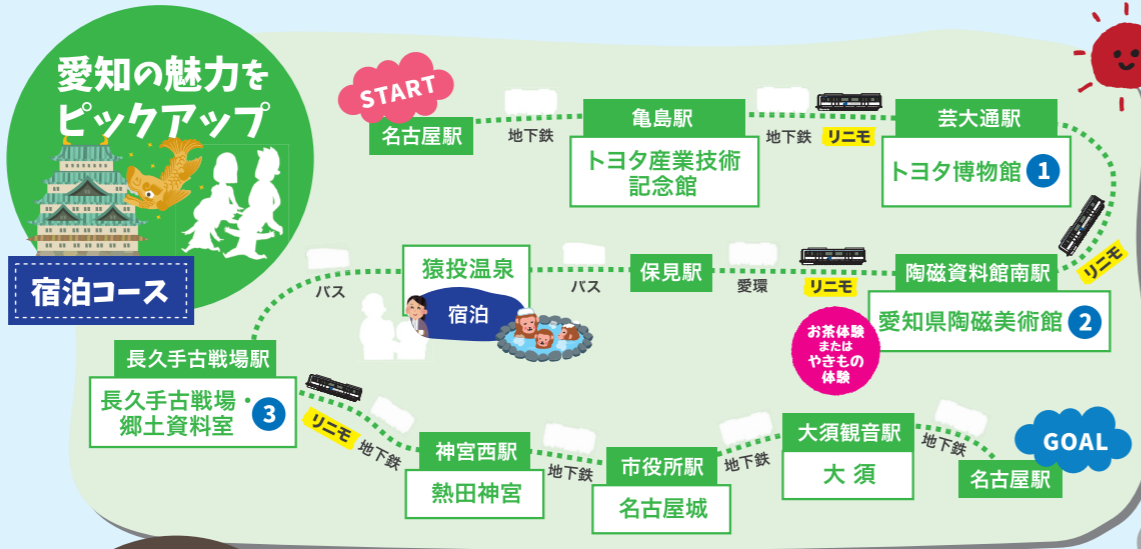 愛知の魅力を
ピックアップ
宿泊コース
START
名古屋駅
地下鉄
亀島駅
トヨタ産業技術
記念館
地下鉄
リニモ
芸大通駅
トヨタ博物館 1
リニモ
陶磁資料館南駅
愛知県陶磁美術館 2
お茶体験
または
やきもの
体験
リニモ
愛環
保見駅
バス
猿投温泉
宿泊
バス
長久手古戦場駅
長久手古戦場・
郷土資料室 3
リニモ
地下鉄
神宮西駅
熱田神宮
地下鉄
市役所駅
名古屋城
地下鉄
大須観音駅
大須
地下鉄
GOAL
名古屋駅